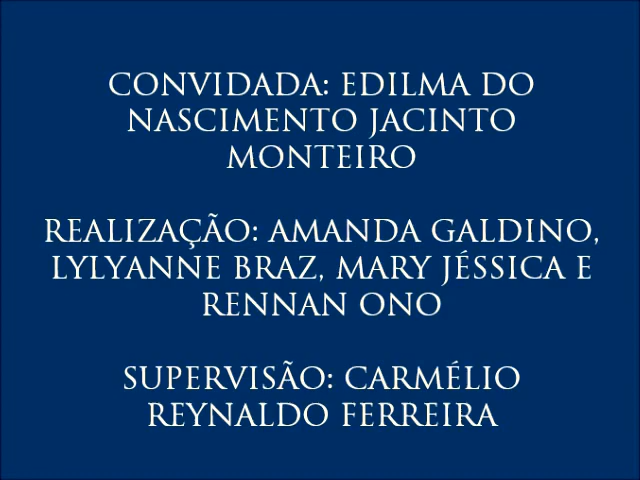 CONVIDADA: EDILMA DO
NASCIMENTO JACINTO
MONTEIRO
REALIZAÇÃO: AMANDA GALDINO,
LYLYANNE BRAZ, MARY JÉSSICA E
RENNAN ONO
SUPERVISÃO: CARMÉLIO
REYNALDO FERREIRA